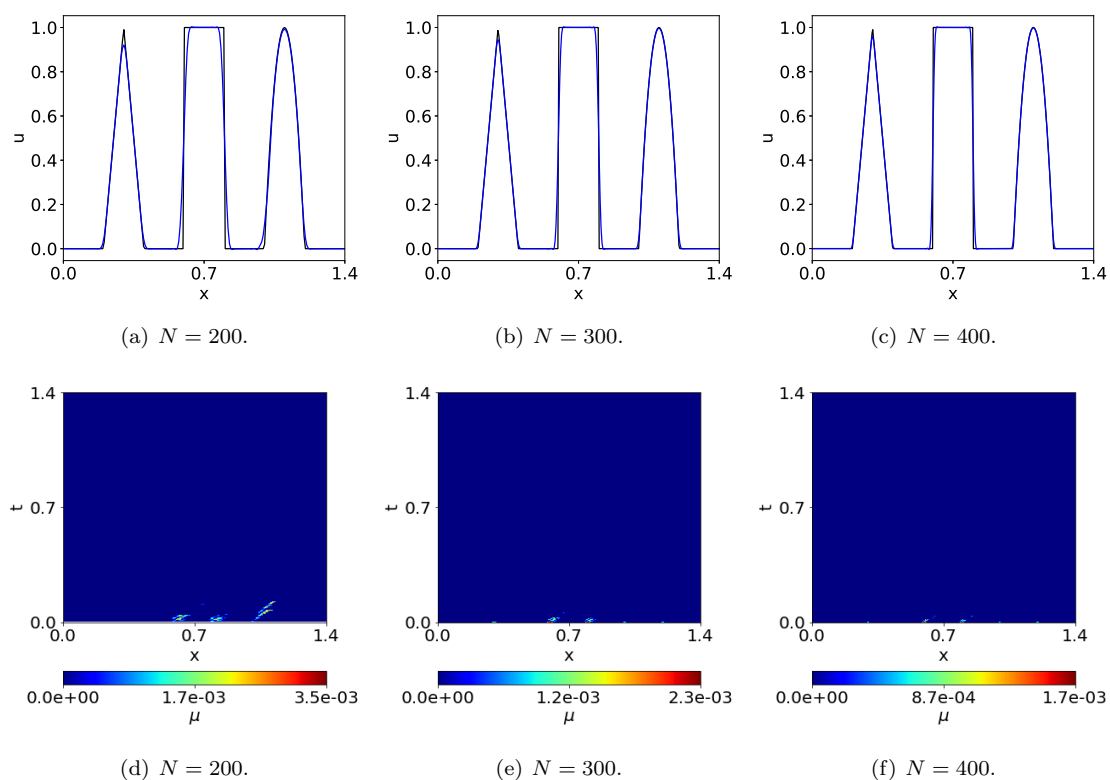 1.0 1.0 1.0
0.8 0.8 0.8
0.6 0.6 0.6
u u u
0.4 0.4 0.4
0.2 0.2 0.2
0.0 0.0 0.0
0.0 0.7 1.4 0.0 0.7 1.4 0.0 0.7 1.4
x x x
(a) N = 200. (b) N = 300. (c) N = 400.
1.4 1.4 1.4
t 0.7 t 0.7 t 0.7
0.0 0.0 0.0
0.0 0.7 1.4 0.0 0.7 1.4 0.0 0.7 1.4
x x x
0.0e+00 1.7e-03 3.5e-03 0.0e+00 1.2e-03 2.3e-03 0.0e+00 8.7e-04 1.7e-03
μ μ μ
(d) N = 200. (e) N = 300. (f) N = 400.